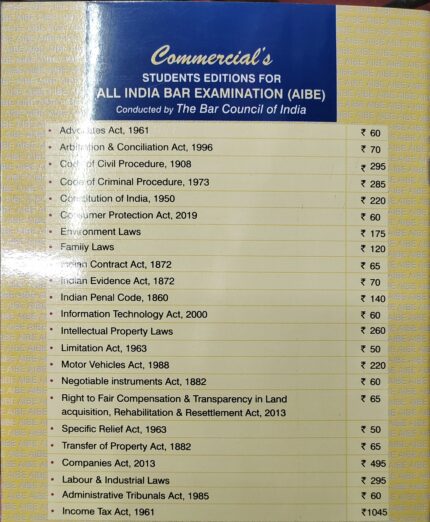 Commercial's
STUDENTS EDITIONS FOR
ALL INDIA BAR EXAMINATION (AIBE)
Conducted by The Bar Council of India
• Advocates Act, 1961 ₹ 60
• Arbitration & Conciliation Act, 1996 ₹ 70
• Code of Civil Procedure, 1908 ₹ 295
• Code of Criminal Procedure, 1973 ₹ 285
• Constitution of India, 1950 ₹ 220
• Consumer Protection Act, 2019 ₹ 60
• Environment Laws ₹ 175
• Family Laws ₹ 120
• Indian Contract Act, 1872 ₹ 65
• Indian Evidence Act, 1872 ₹ 70
• Indian Penal Code, 1860 ₹ 140
• Information Technology Act, 2000 ₹ 60
• Intellectual Property Laws ₹ 260
• Limitation Act, 1963 ₹ 50
• Motor Vehicles Act, 1988 ₹ 220
• Negotiable instruments Act, 1882 ₹ 60
• Right to Fair Compensation & Transparency in Land ₹ 65
acquisition, Rehabilitation & Resettlement Act, 2013
• Specific Relief Act, 1963 ₹ 50
• Transfer of Property Act, 1882 ₹ 65
• Companies Act, 2013 ₹ 495
• Labour & Industrial Laws ₹ 295
• Administrative Tribunals Act, 1985 ₹ 60
• Income Tax Act, 1961 ₹1045